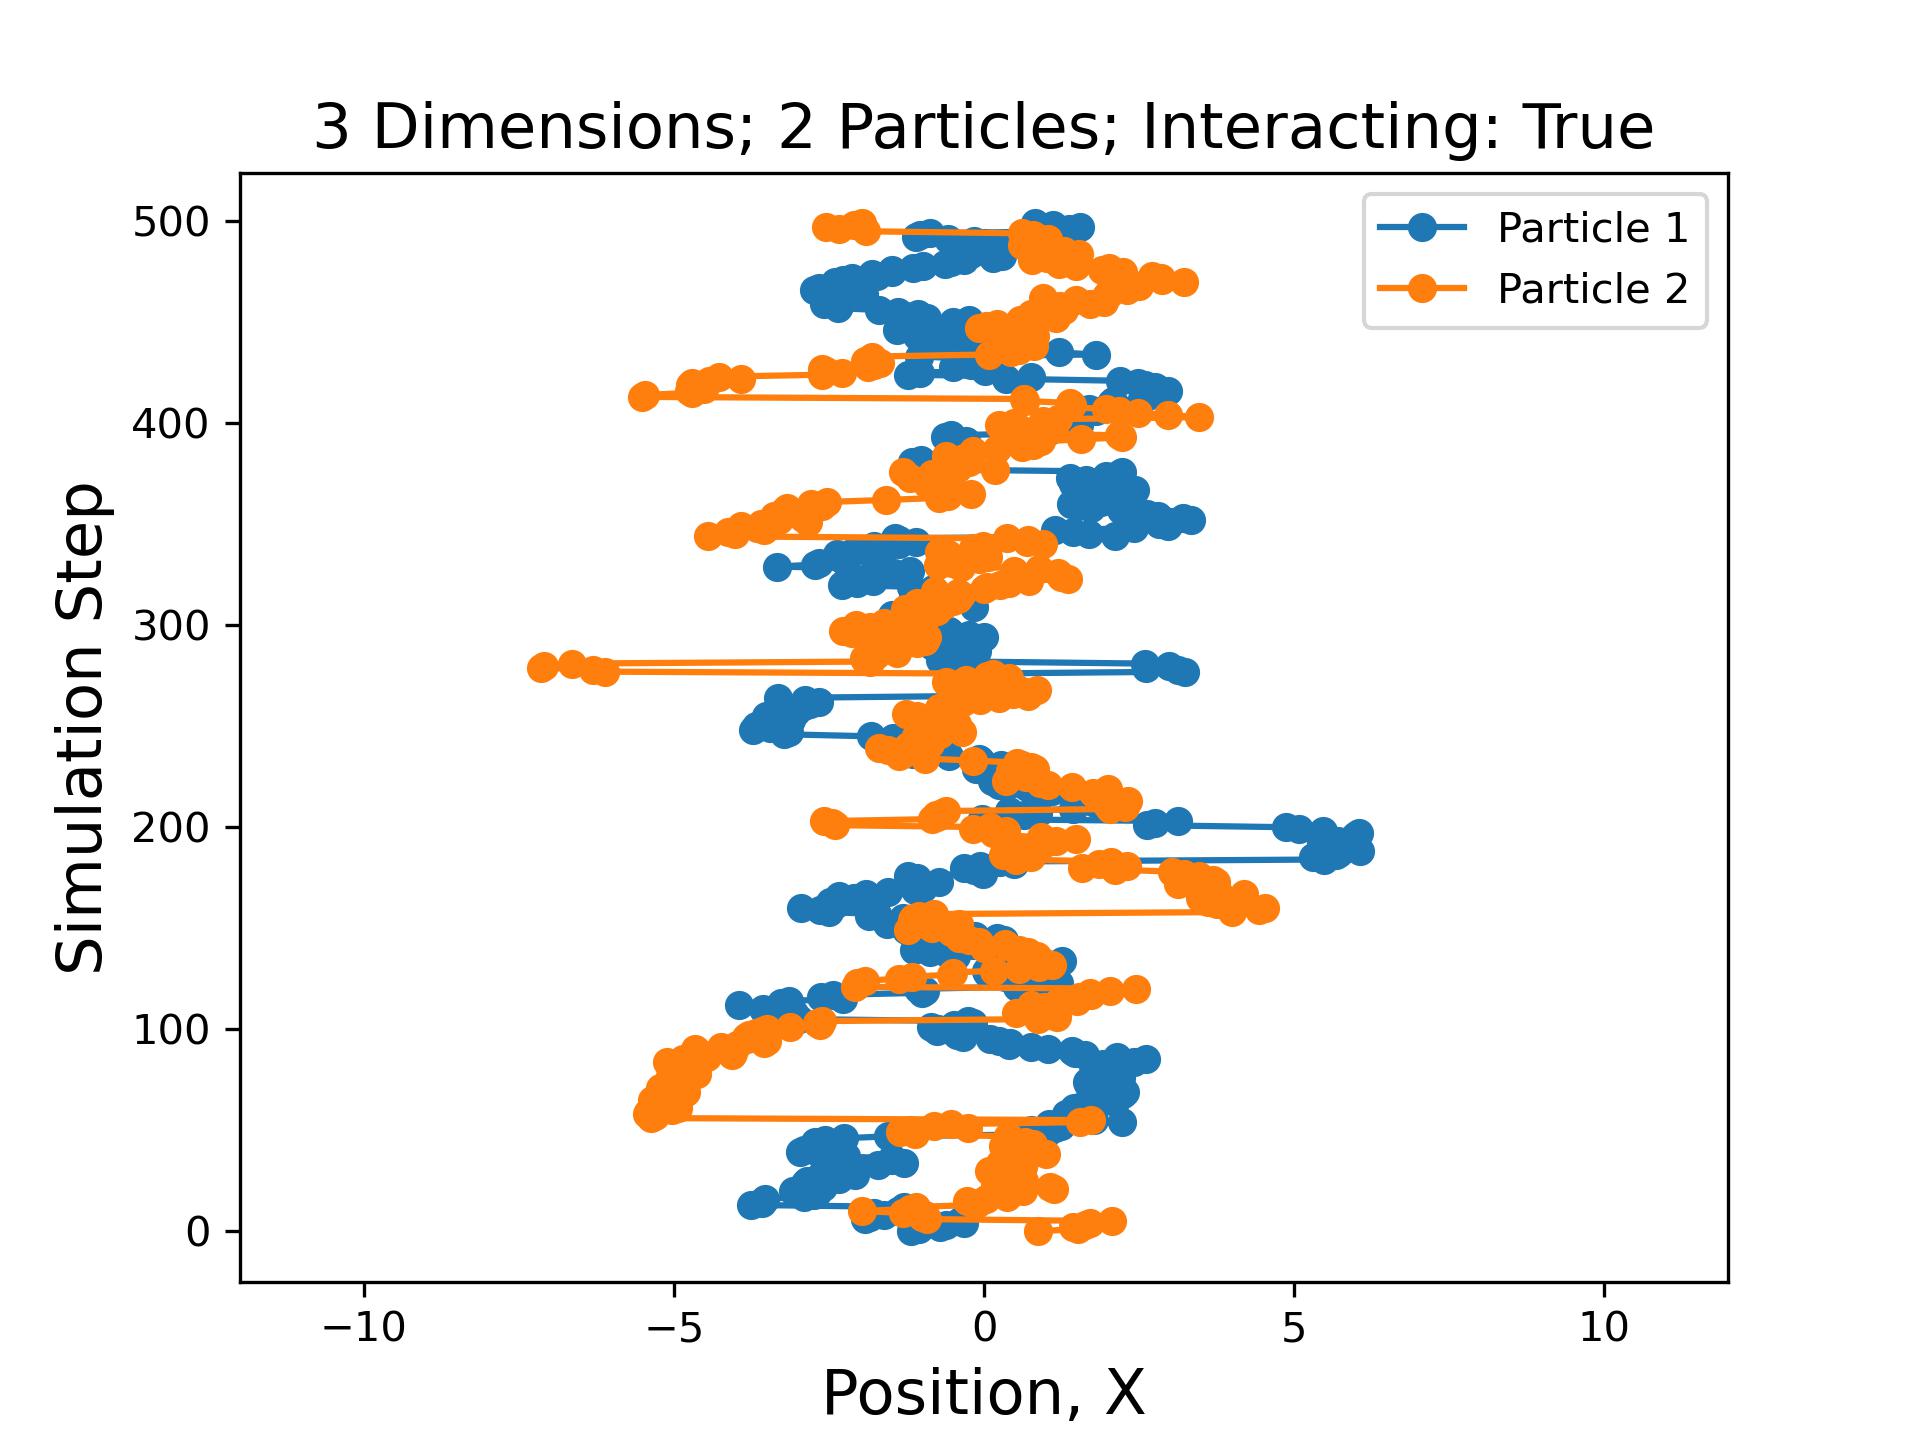 3 Dimensions; 2 Particles; Interacting: True
Particle 1
Particle 2
500
400
300
200
100
0
Simulation Step
−10
−5
0
5
10
Position, X